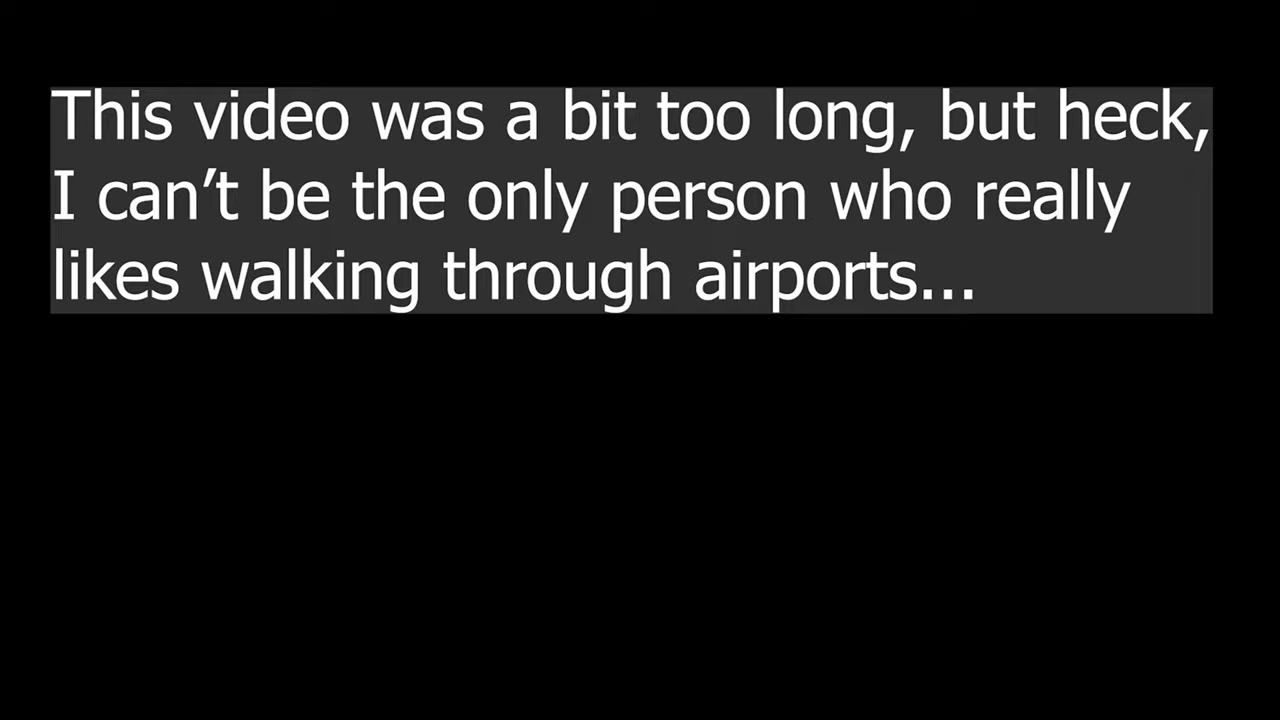 This video was a bit too long, but heck,
I can’t be the only person who really
likes walking through airports...